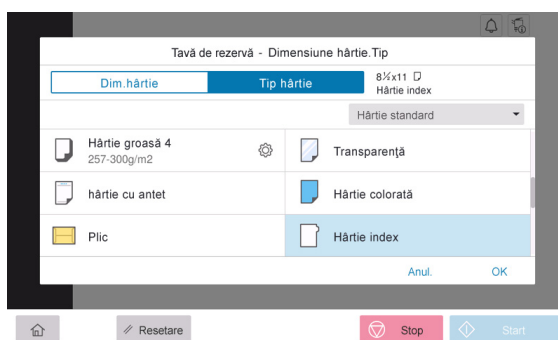 Tavă de rezervă - Dimensiune hârtie.Tip
Dim.hârtie
Tip hârtie
8½x11
Hârtie index
Hârtie standard
Hârtie groasă 4
257-300g/m2
Transparență
hârtie cu antet
Hârtie colorată
Plic
Hârtie index
Anul.
OK
Resetare
Stop
Start